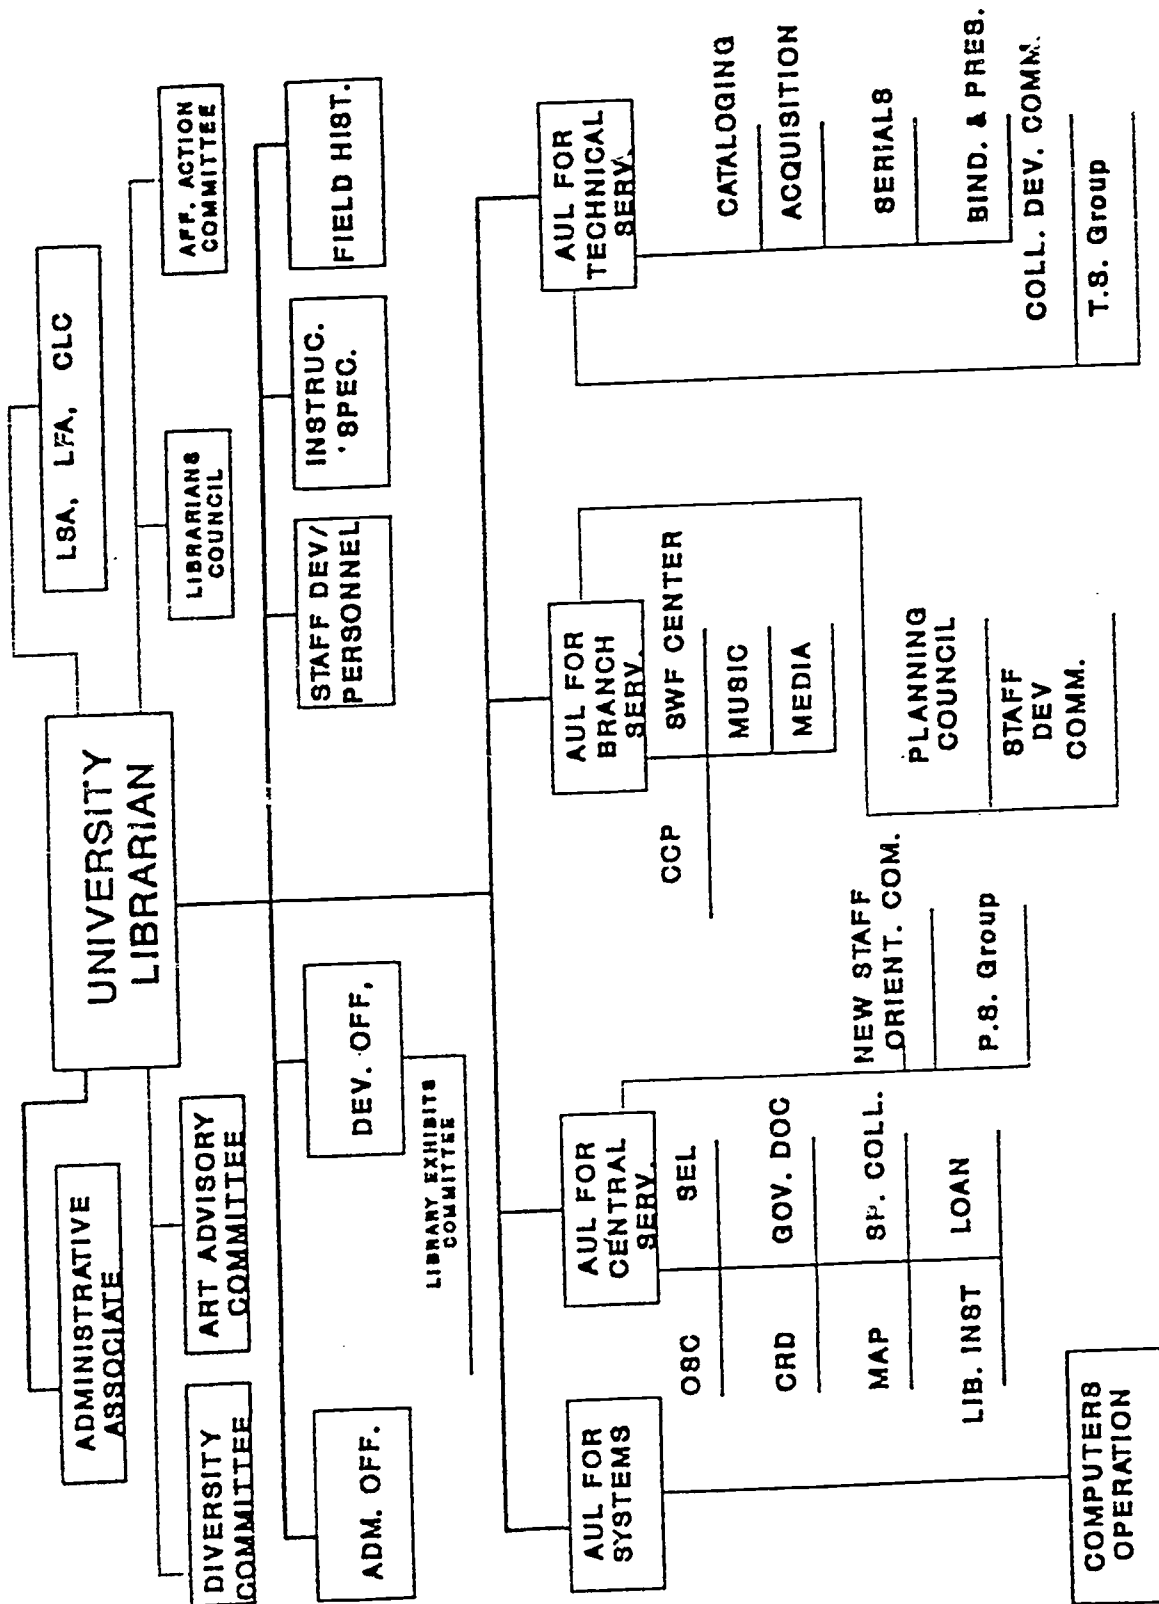 UNIVERSITY
LIBRARIAN
ADMINISTRATIVE
ASSOCIATE
LSA, LFA, CLC
DIVERSITY
COMMITTEE
ART ADVISORY
COMMITTEE
LIBRARIANS
COUNCIL
AFF. ACTION
COMMITTEE
ADM. OFF.
DEV. OFF,
STAFF DEV/
PERSONNEL
INSTRUC.
'SPEC.
FIELD HIST.
LIBRARY EXHIBITS
COMMITTEE
AUL FOR
SYSTEMS
COMPUTERS
OPERATION
AUL FOR
CENTRAL
SERV.
OSC
SEL
CRD
GOV. DOC
MAP
SP. COLL.
LIB. INST
LOAN
NEW STAFF
ORIENT. COM.
P.S. Group
AUL FOR
BRANCH
SERV.
CCP
SWF CENTER
MUSIC
MEDIA
PLANNING
COUNCIL
STAFF
DEV
COMM.
AUL FOR
TECHNICAL
SERV.
CATALOGING
ACQUISITION
SERIALS
BIND. & PRES.
COLL. DEV. COMM.
T.S. Group